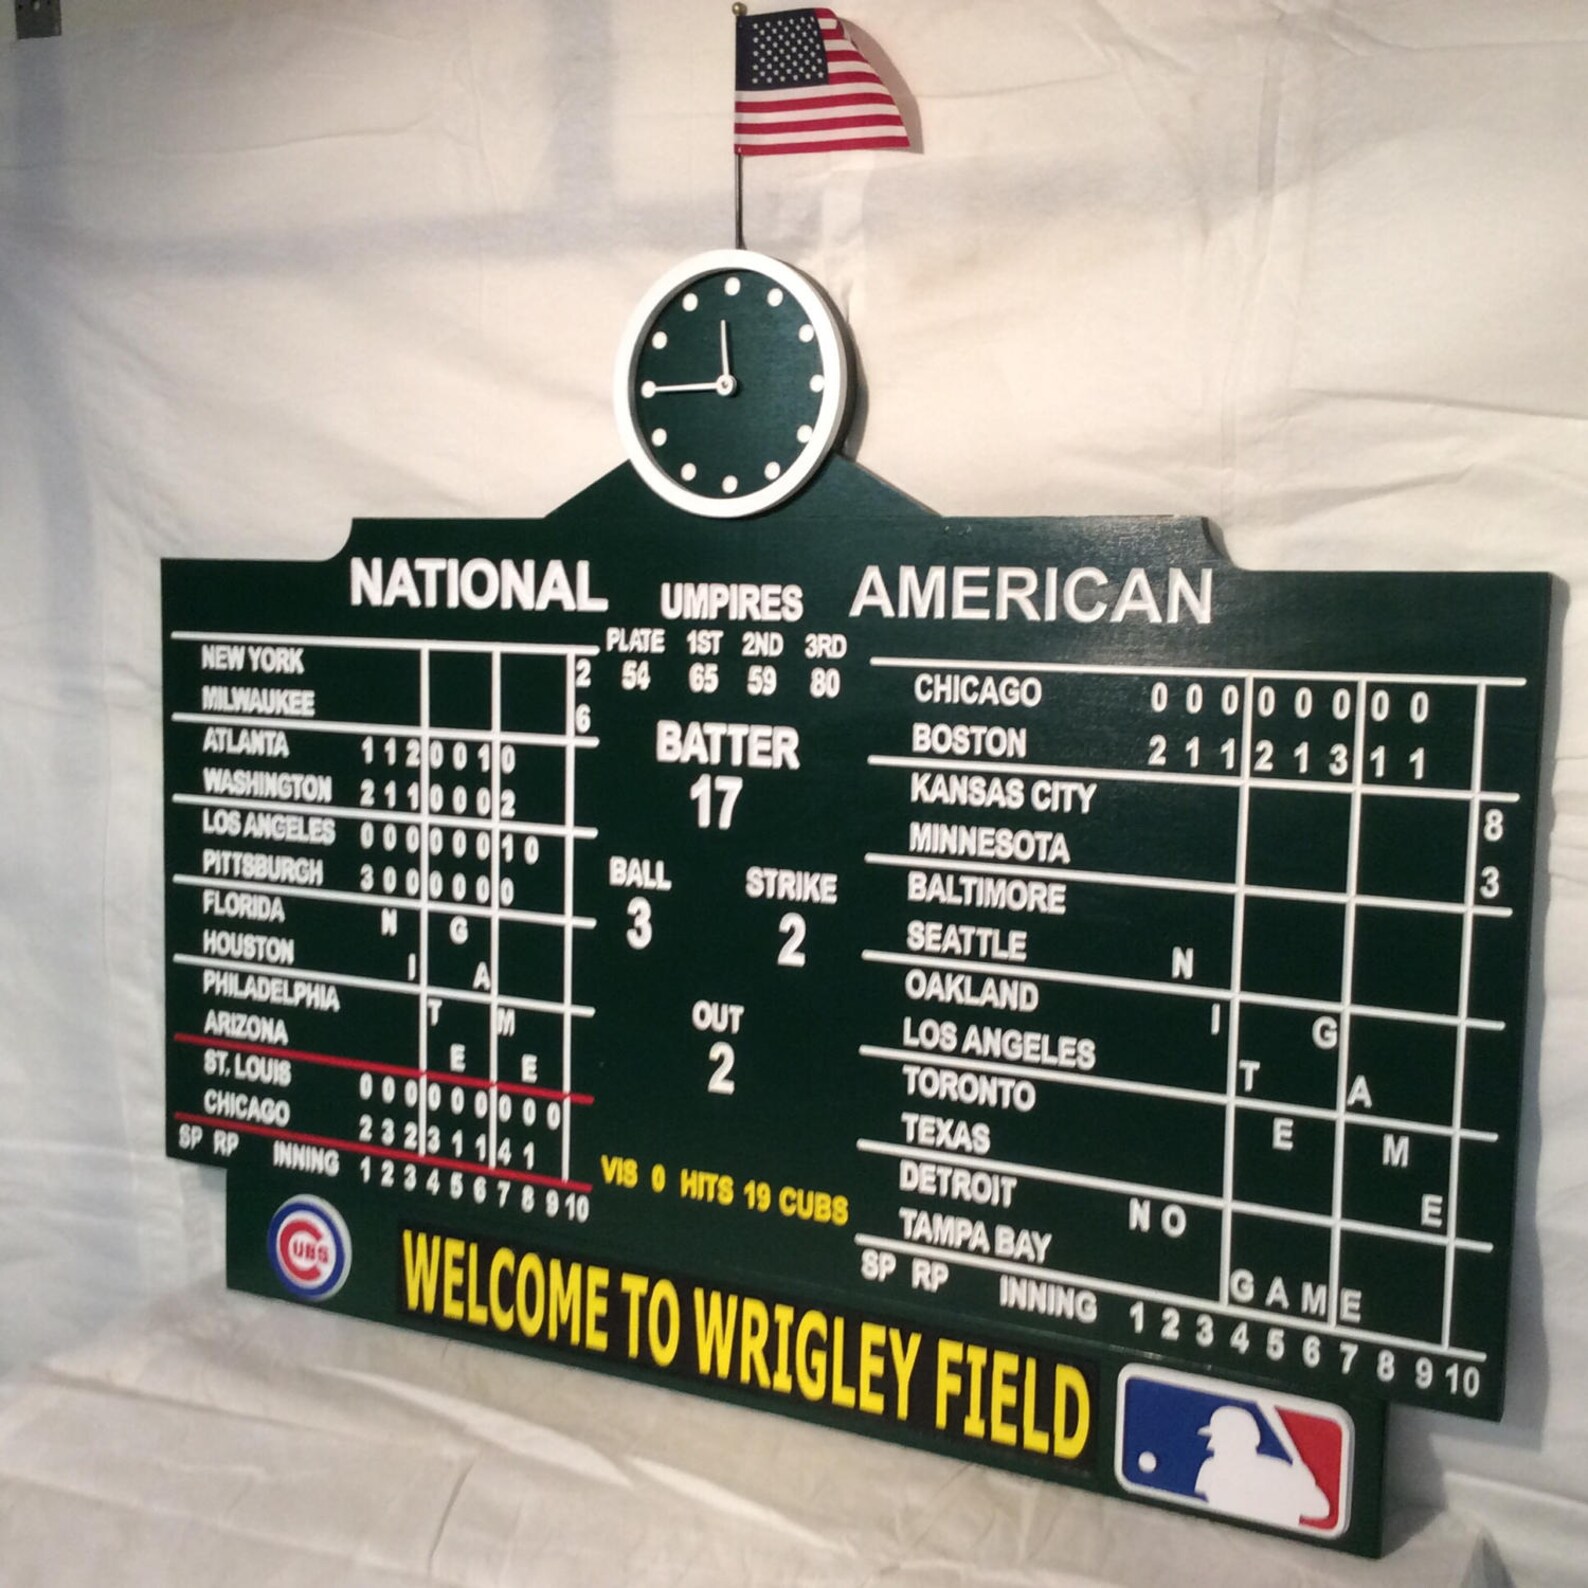 NATIONAL UMPIRES AMERICAN
PLATE 1ST 2ND 3RD
54 65 59 80
NEW YORK 2
MILWAUKEE 6
ATLANTA 1 1 2 0 0 1 0
WASHINGTON 2 1 1 0 0 0 2
LOS ANGELES 0 0 0 0 0 0 1 0
PITTSBURGH 3 0 0 0 0 0 0
FLORIDA N G
HOUSTON I A
PHILADELPHIA T M
ARIZONA E E
ST. LOUIS 0 0 0 0 0 0 0 0 0
CHICAGO 2 3 2 3 1 1 4 1
SP RP INNING 1 2 3 4 5 6 7 8 9 10
BATTER
17
BALL STRIKE
3 2
OUT
2
VIS 0 HITS 19 CUBS
CHICAGO 0 0 0 0 0 0 0 0
BOSTON 2 1 1 2 1 3 1 1
KANSAS CITY 8
MINNESOTA 3
BALTIMORE
SEATTLE N
OAKLAND I G
LOS ANGELES T A
TORONTO E M
TEXAS E
DETROIT N O
TAMPA BAY G A M E
SP RP INNING 1 2 3 4 5 6 7 8 9 10
CUBS
WELCOME TO WRIGLEY FIELD